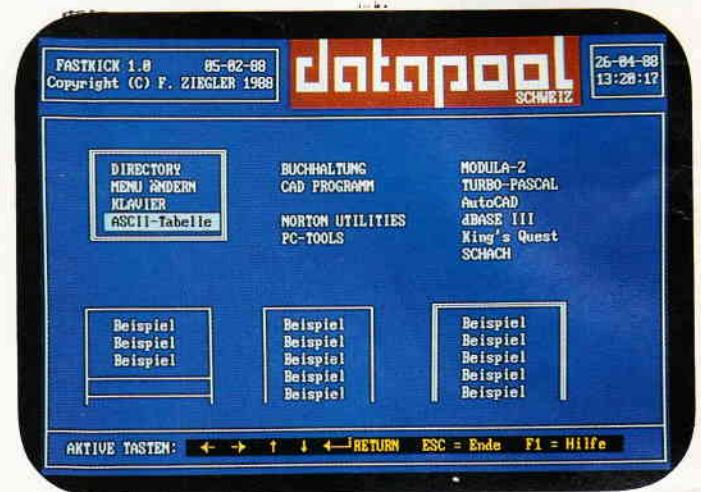 FASTKICK 1.0 05-02-88
Copyright (C) F. ZIEGLER 1988
datapool
SCHWEIZ
26-04-88
13:20:17
DIRECTORY
MENU ÄNDERN
KLAVIER
ASCII-Tabelle
BUCHHALTUNG
CAD PROGRAMM
NORTON UTILITIES
PC-TOOLS
MODULA-2
TURBO-PASCAL
AutoCAD
dBASE III
King's Quest
SCHACH
Beispiel
Beispiel
Beispiel
Beispiel
Beispiel
Beispiel
Beispiel
Beispiel
Beispiel
Beispiel
Beispiel
Beispiel
Beispiel
AKTIVE TASTEN: ← → ↑ ↓ ←┘RETURN ESC = Ende F1 = Hilfe